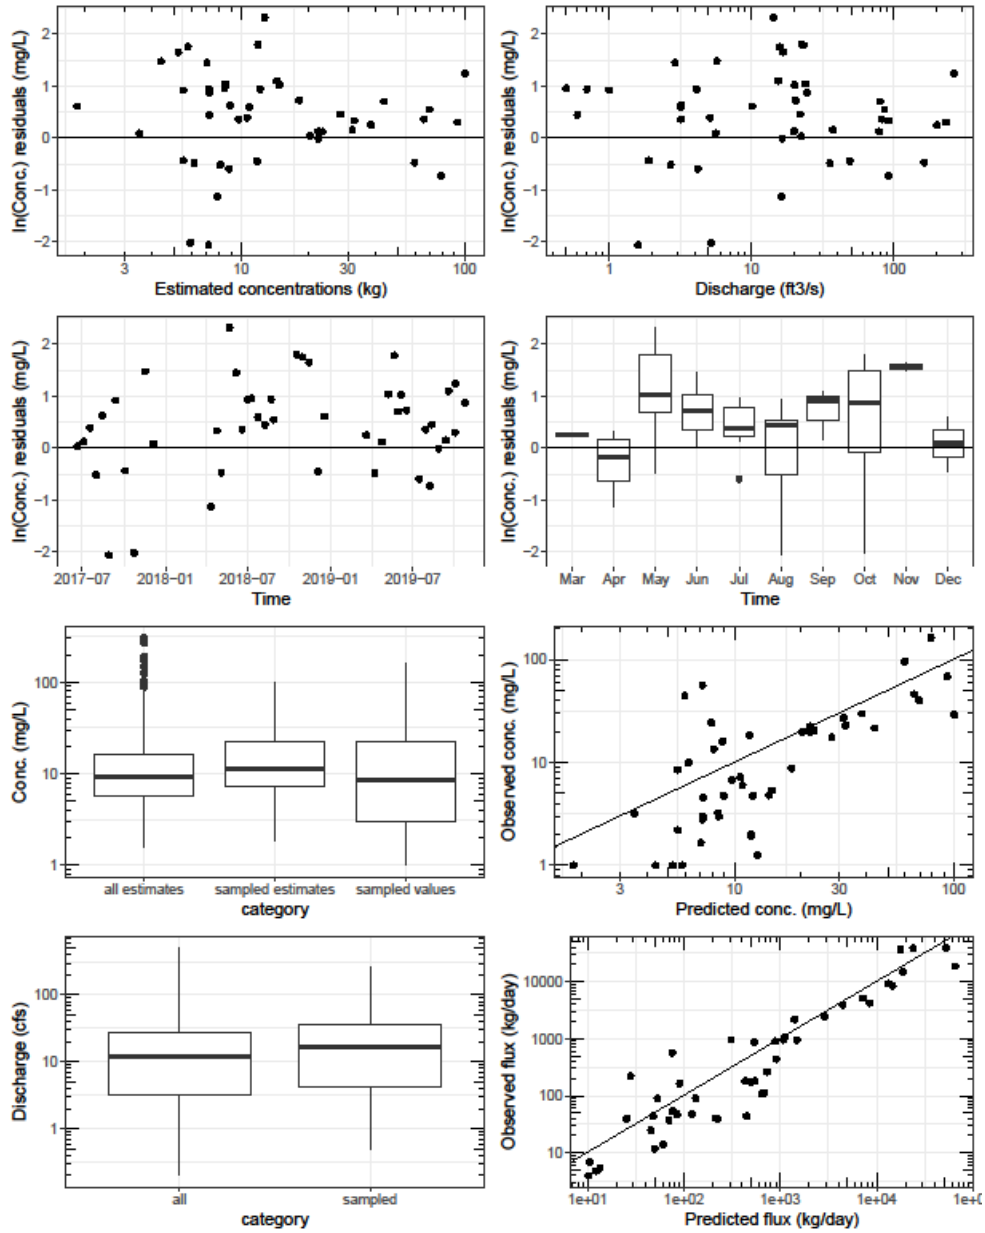 ln(Conc.) residuals (mg/L)
2
1
0
−1
−2
3
10
30
100
Estimated concentrations (kg)
ln(Conc.) residuals (mg/L)
2
1
0
−1
−2
1
10
100
Discharge (ft3/s)
ln(Conc.) residuals (mg/L)
2
1
0
−1
−2
2017−07
2018−01
2018−07
2019−01
2019−07
Time
ln(Conc.) residuals (mg/L)
2
1
0
−1
−2
Mar
Apr
May
Jun
Jul
Aug
Sep
Oct
Nov
Dec
Time
Conc. (mg/L)
100
10
1
all estimates
sampled estimates
sampled values
category
Observed conc. (mg/L)
100
10
1
3
10
30
100
Predicted conc. (mg/L)
Discharge (cfs)
100
10
1
all
sampled
category
Observed flux (kg/day)
10000
1000
100
10
1e+01
1e+02
1e+03
1e+04
Predicted flux (kg/day)